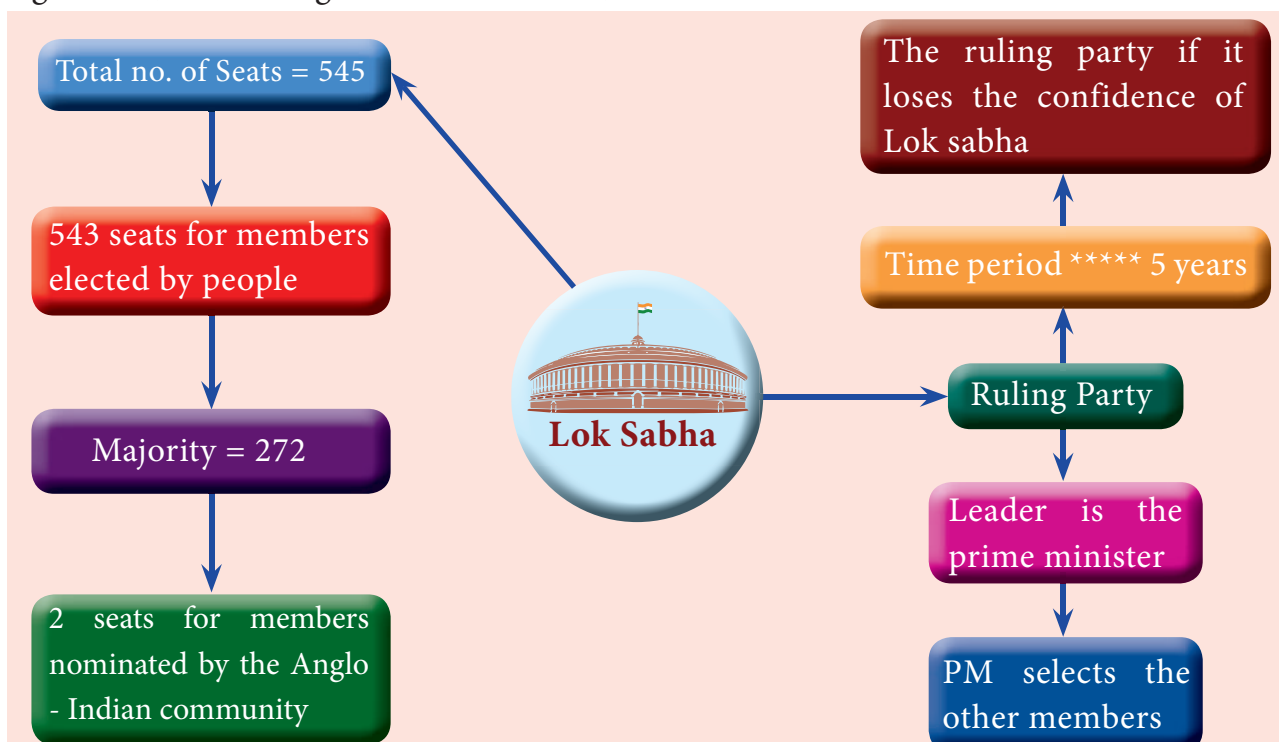 Total no. of Seats = 545
543 seats for members
elected by people
Majority = 272
2 seats for members
nominated by the Anglo
- Indian community
Lok Sabha
The ruling party if it
loses the confidence of
Lok sabha
Time period ***** 5 years
Ruling Party
Leader is the
prime minister
PM selects the
other members